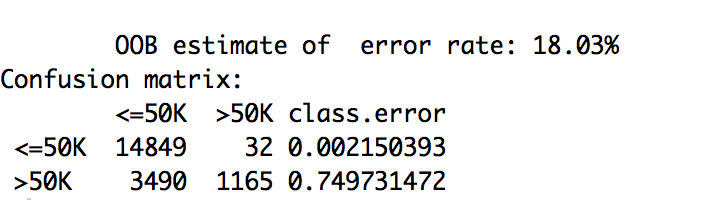 OOB estimate of  error rate: 18.03%
Confusion matrix:
<=50K >50K class.error
<=50K 14849 32 0.002150393
>50K 3490 1165 0.749731472